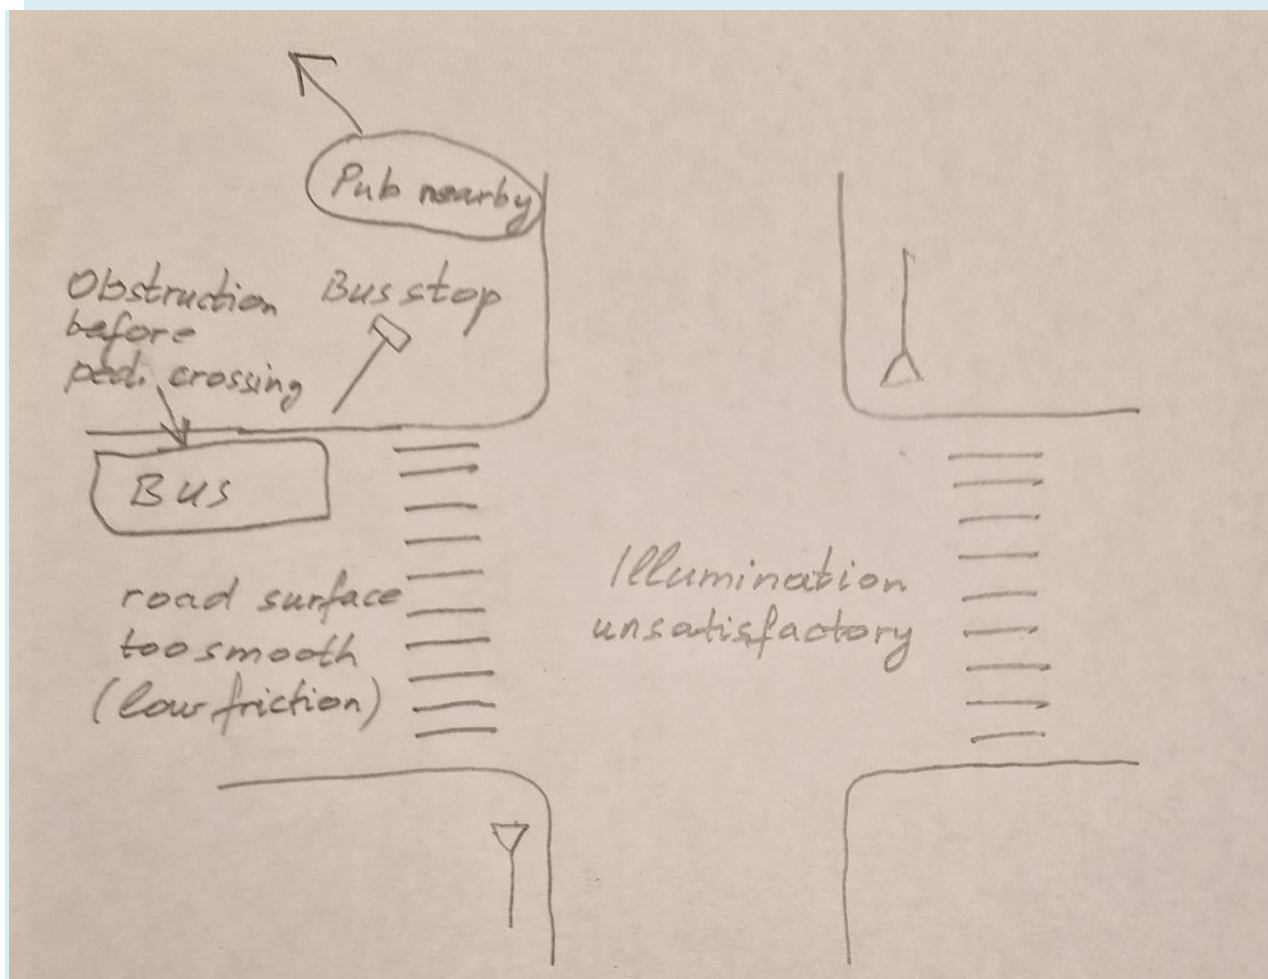 Pub nearby
Obstruction
before
ped. crossing
Bus stop
Bus
road surface
too smooth
(low friction)
Illumination
unsatisfactory